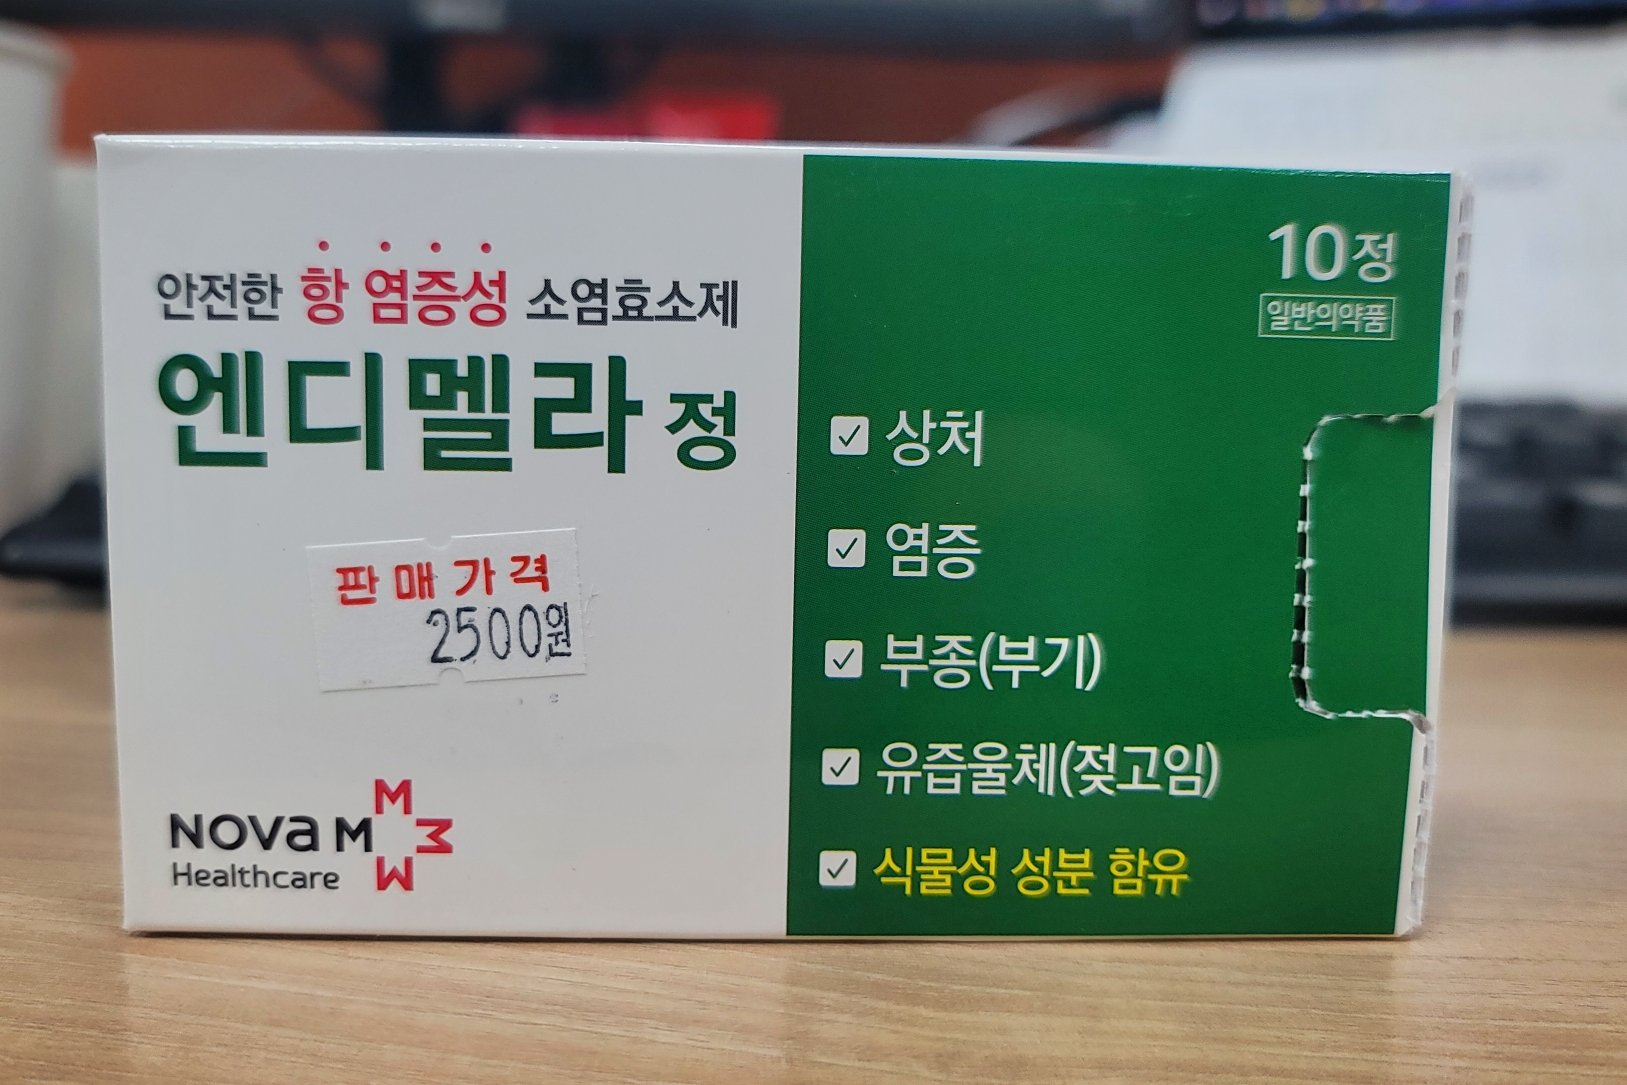 안전한 항 염증성 소염효소제
엔디멜라 정
판매가격
2500원
NOVA M
Healthcare
10정
일반의약품
상처
염증
부종(부기)
유즙울체(젖고임)
식물성 성분 함유